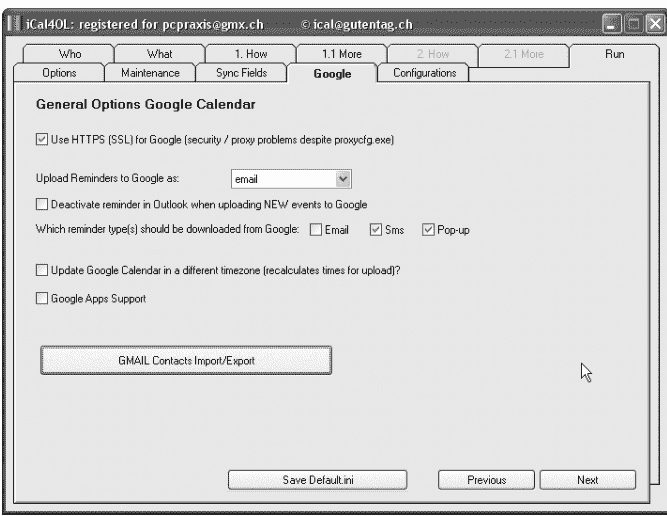 iCal4OL: registered for pcpraxis@gmx.ch © ical@gutentag.ch
Who What 1. How 1.1 More 2. How 2.1 More Run
Options Maintenance Sync Fields Google Configurations
General Options Google Calendar
Use HTTPS (SSL) for Google (security / proxy problems despite proxycfg.exe)
Upload Reminders to Google as: email
Deactivate reminder in Outlook when uploading NEW events to Google
Which reminder type(s) should be downloaded from Google: Email Sms Pop-up
Update Google Calendar in a different timezone (recalculates times for upload)?
Google Apps Support
GMAIL Contacts Import/Export
Save Default.ini Previous Next